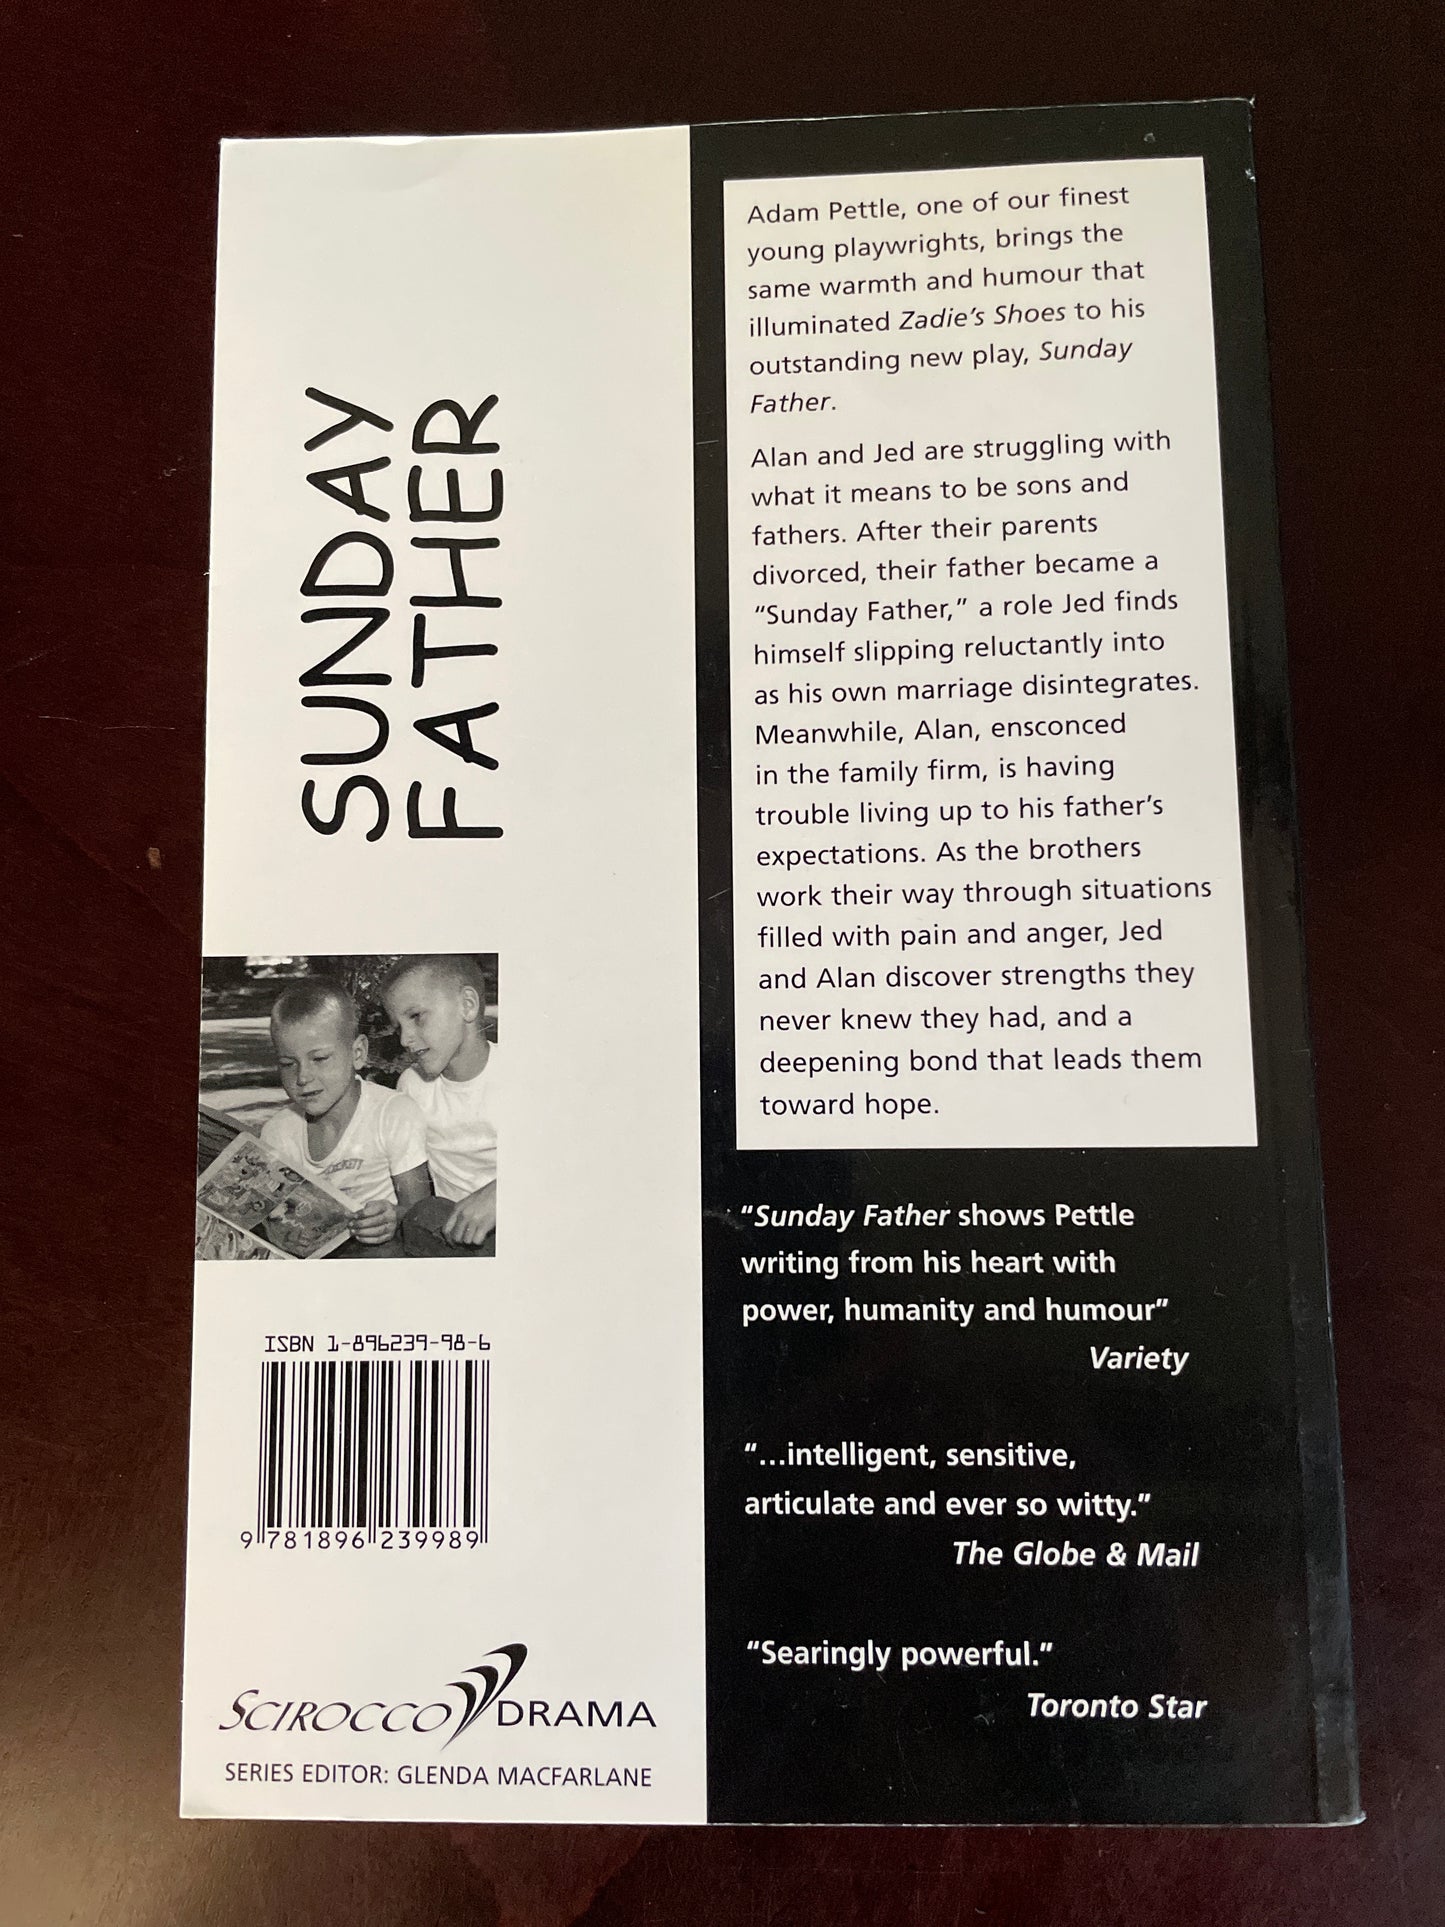 SUNDAY
FATHER
ISBN 1-896239-98-6
9 781896 239989
SCIROCCO DRAMA
SERIES EDITOR: GLENDA MACFARLANE
Adam Pettle, one of our finest
young playwrights, brings the
same warmth and humour that
illuminated Zadie's Shoes to his
outstanding new play, Sunday
Father.
Alan and Jed are struggling with
what it means to be sons and
fathers. After their parents
divorced, their father became a
“Sunday Father,” a role Jed finds
himself slipping reluctantly into
as his own marriage disintegrates.
Meanwhile, Alan, ensconced
in the family firm, is having
trouble living up to his father's
expectations. As the brothers
work their way through situations
filled with pain and anger, Jed
and Alan discover strengths they
never knew they had, and a
deepening bond that leads them
toward hope.
“Sunday Father shows Pettle
writing from his heart with
power, humanity and humour”
Variety
“...intelligent, sensitive,
articulate and ever so witty.”
The Globe & Mail
“Searingly powerful.”
Toronto Star